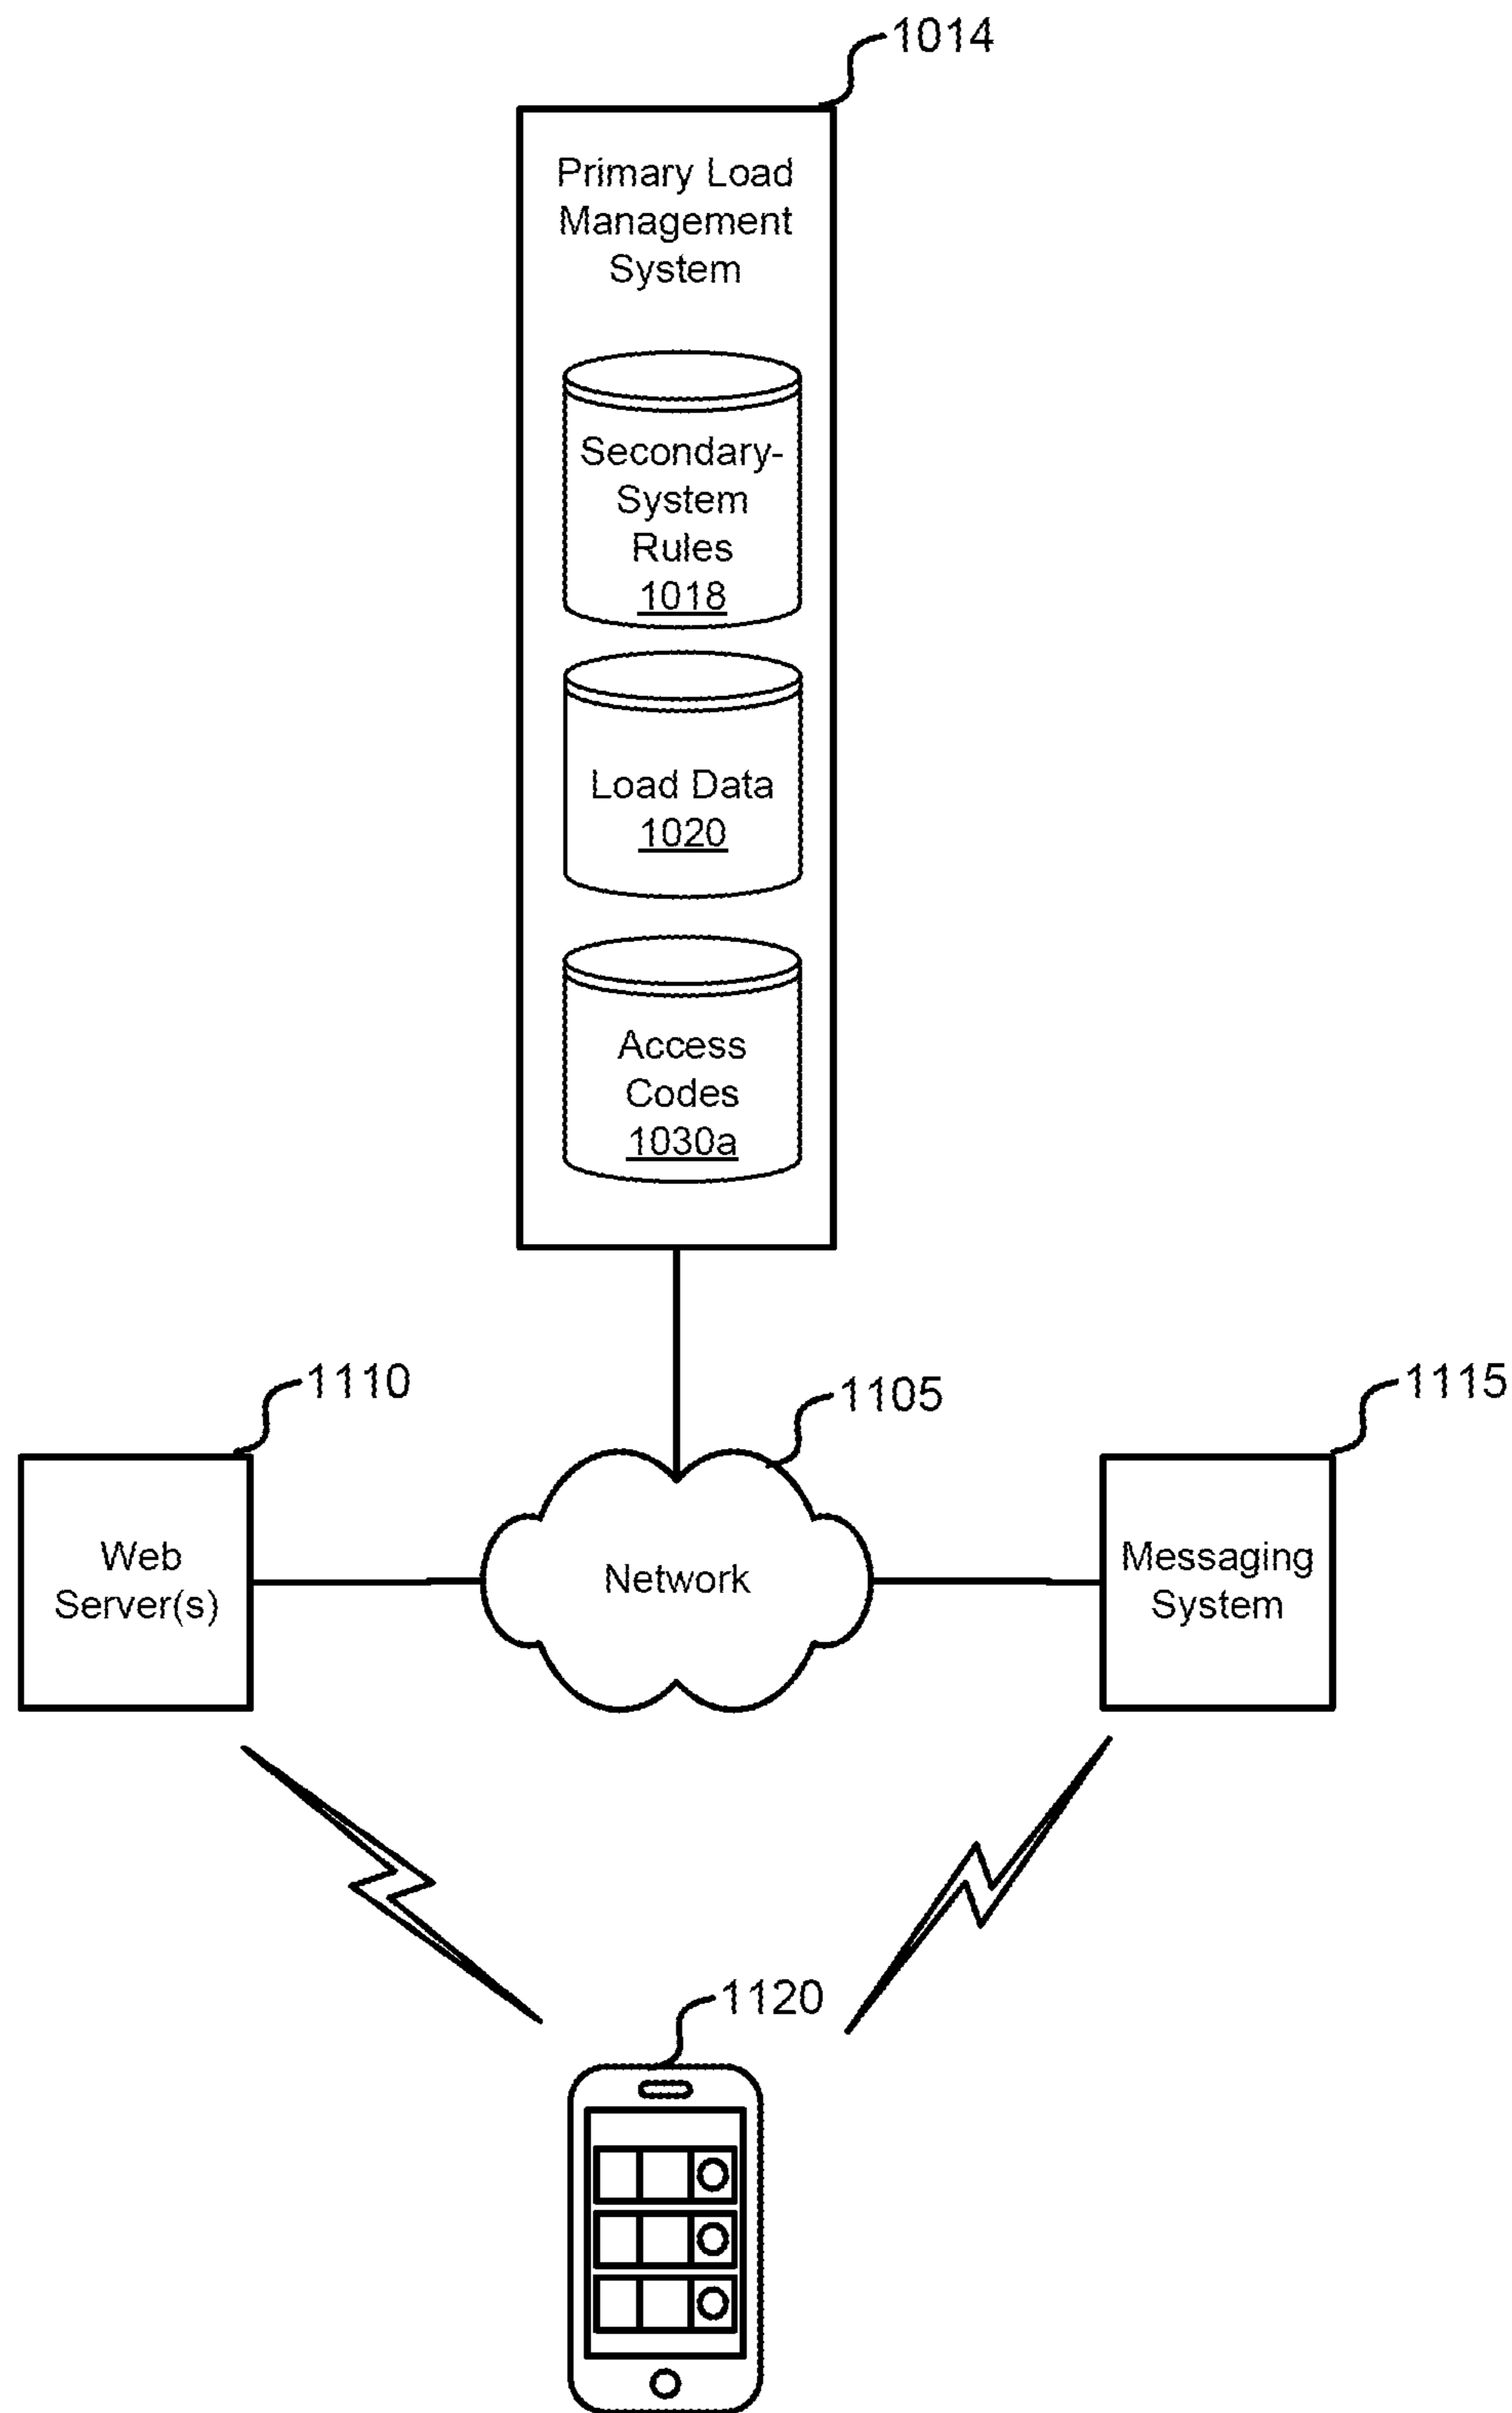 1014
Primary Load
Management
System
Secondary-
System
Rules
1018
Load Data
1020
Access
Codes
1030a
1110
1105
1115
Web
Server(s)
Network
Messaging
System
1120